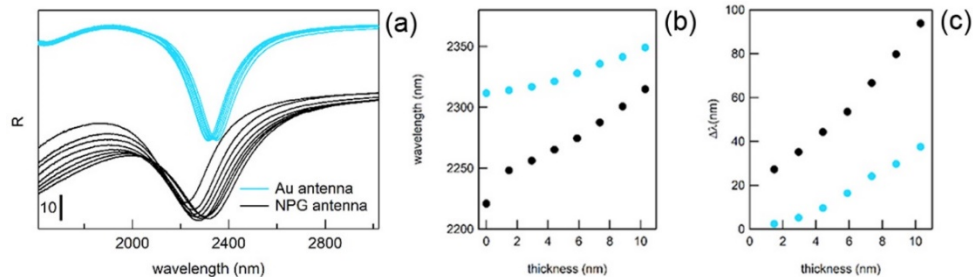 (a)
R
10
Au antenna
NPG antenna
2000 2400 2800
wavelength (nm)
(b)
wavelength (nm)
2350
2300
2250
2200
0 2 4 6 8 10
thickness (nm)
(c)
Δλ(nm)
100
80
60
40
20
0
0 2 4 6 8 10
thickness (nm)